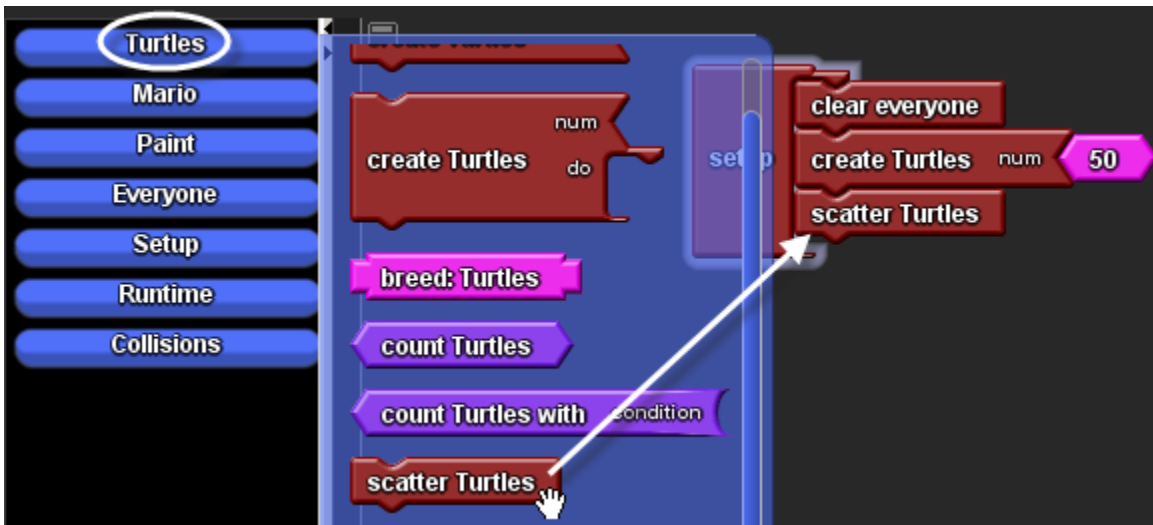 Turtles
Mario
Paint
Everyone
Setup
Runtime
Collisions
num
create Turtles
do
breed: Turtles
count Turtles
count Turtles with condition
scatter Turtles
setup
clear everyone
create Turtles num 50
scatter Turtles